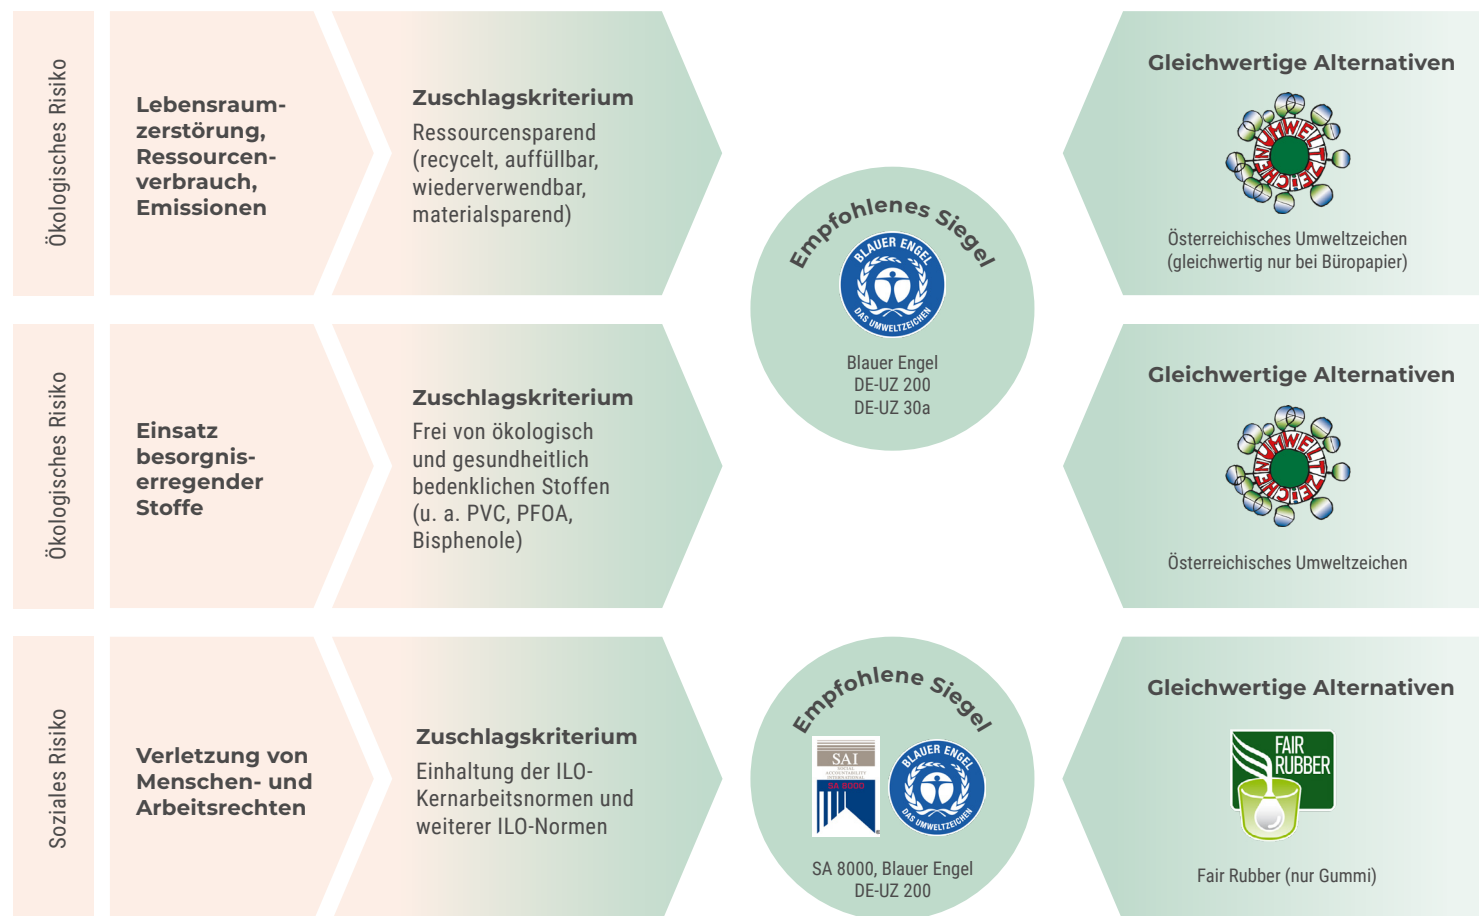 Ökologisches Risiko
Lebensraum-
zerstörung,
Ressourcen-
verbrauch,
Emissionen
Zuschlagskriterium
Ressourcensparend
(recycelt, auffüllbar,
wiederverwendbar,
materialsparend)
Empfohlenes Siegel
BLAUER ENGEL
DAS UMWELTZEICHEN
Blauer Engel
DE-UZ 200
DE-UZ 30a
Gleichwertige Alternativen
UMWELTZEICHEN
Österreichisches Umweltzeichen
(gleichwertig nur bei Büropapier)
Ökologisches Risiko
Einsatz
besorgnis-
erregender
Stoffe
Zuschlagskriterium
Frei von ökologisch
und gesundheitlich
bedenklichen Stoffen
(u. a. PVC, PFOA,
Bisphenole)
Gleichwertige Alternativen
UMWELTZEICHEN
Österreichisches Umweltzeichen
Soziales Risiko
Verletzung von
Menschen- und
Arbeitsrechten
Zuschlagskriterium
Einhaltung der ILO-
Kernarbeitsnormen und
weiterer ILO-Normen
Empfohlene Siegel
SAI
SOCIAL
ACCOUNTABILITY
INTERNATIONAL
SA 8000
®
BLAUER ENGEL
DAS UMWELTZEICHEN
SA 8000, Blauer Engel
DE-UZ 200
Gleichwertige Alternativen
FAIR
RUBBER
Fair Rubber (nur Gummi)